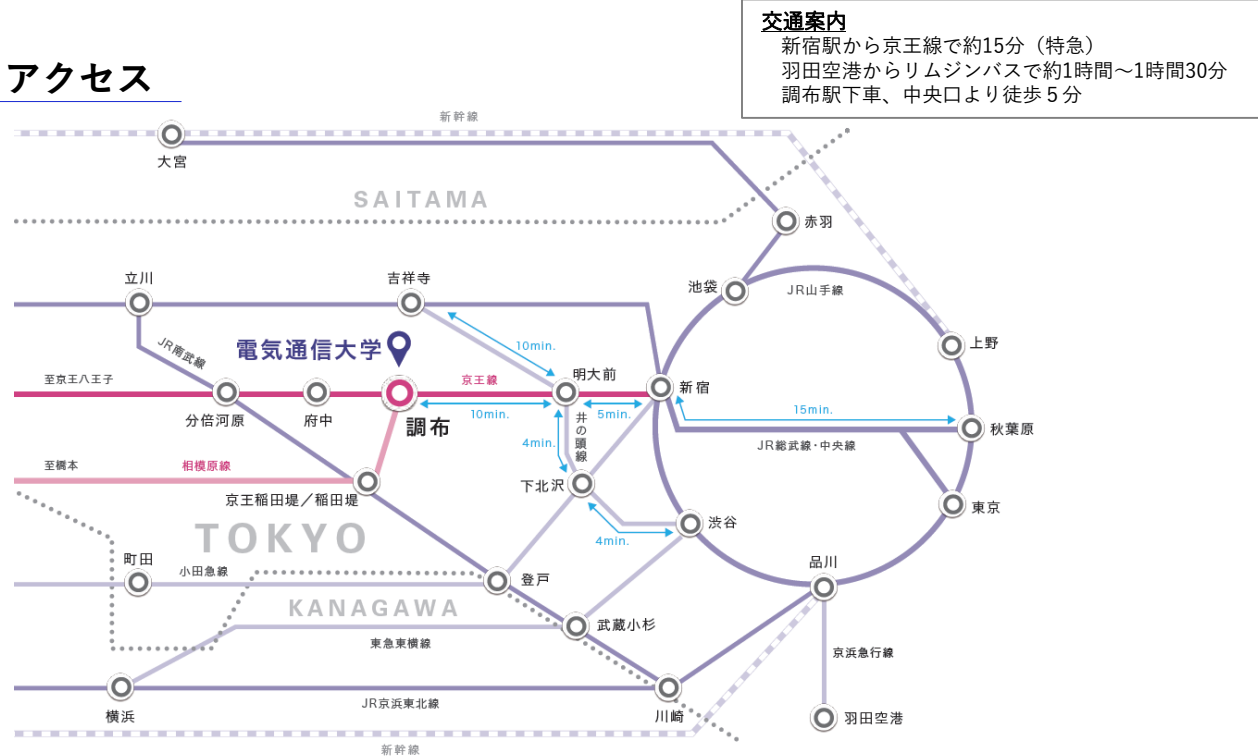 交通案内
新宿駅から京王線で約15分（特急）
羽田空港からリムジンバスで約1時間～1時間30分
調布駅下車、中央口より徒歩５分
アクセス
新幹線
大宮
SAITAMA
赤羽
立川
吉祥寺
池袋
JR山手線
JR南武線
電気通信大学
10min.
上野
至京王八王子
京王線
明大前
新宿
分倍河原
府中
調布
10min.
5min.
15min.
井の頭線
秋葉原
4min.
JR総武線・中央線
至橋本
相模原線
下北沢
京王稲田堤／稲田堤
東京
渋谷
TOKYO
4min.
町田
小田急線
登戸
品川
KANAGAWA
武蔵小杉
東急東横線
京浜急行線
JR京浜東北線
横浜
川崎
羽田空港
新幹線